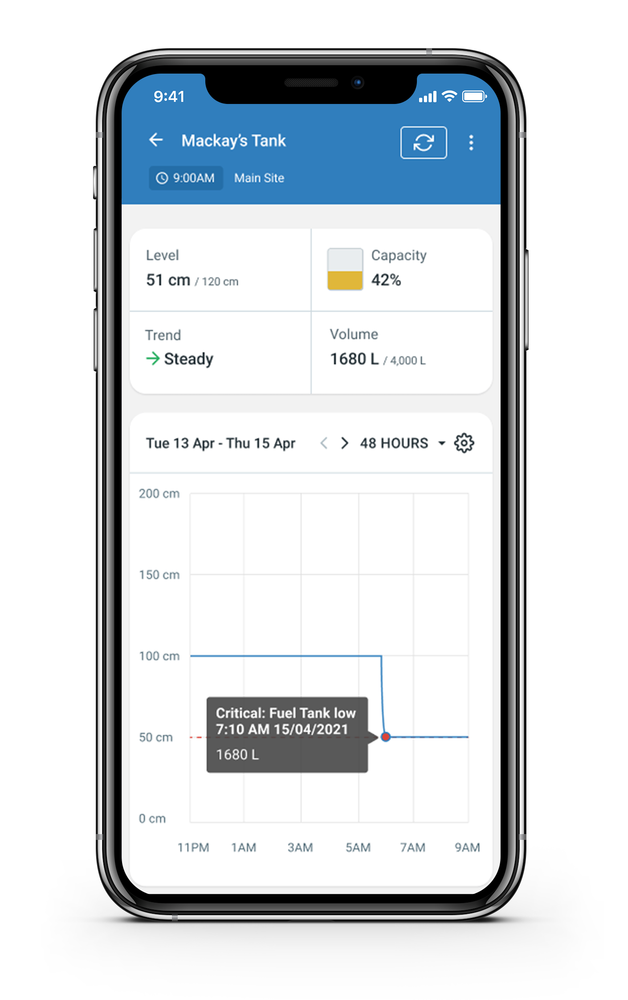 9:41
Mackay's Tank
9:00AM Main Site
Level
51 cm / 120 cm
Capacity
42%
Trend
Steady
Volume
1680 L / 4,000 L
Tue 13 Apr - Thu 15 Apr 48 HOURS
200 cm
150 cm
100 cm
Critical: Fuel Tank low
7:10 AM 15/04/2021
1680 L
50 cm
0 cm
11PM 1AM 3AM 5AM 7AM 9AM